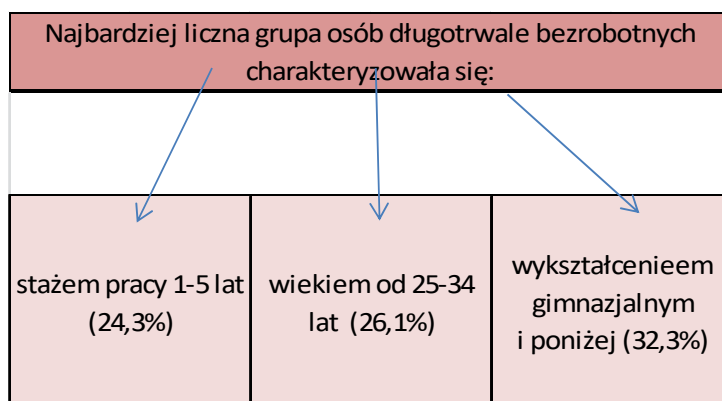 Najbardziej liczna grupa osób długotrwale bezrobotnych
charakteryzowała się:
stażem pracy 1-5 lat
(24,3%)
wiekiem od 25-34
lat (26,1%)
wykształcenieem
gimnazjalnym
i poniżej (32,3%)